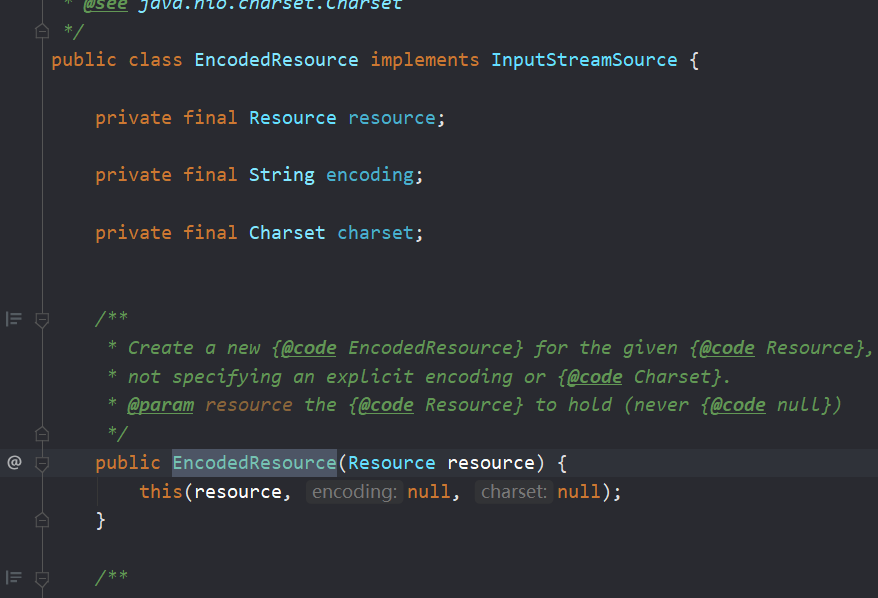 * @see java.nio.charset.Charset
*/
public class EncodedResource implements InputStreamSource {
private final Resource resource;
private final String encoding;
private final Charset charset;
/**
* Create a new {@code EncodedResource} for the given {@code Resource},
* not specifying an explicit encoding or {@code Charset}.
* @param resource the {@code Resource} to hold (never {@code null})
*/
@ public EncodedResource(Resource resource) {
this(resource, encoding: null, charset: null);
}
/**